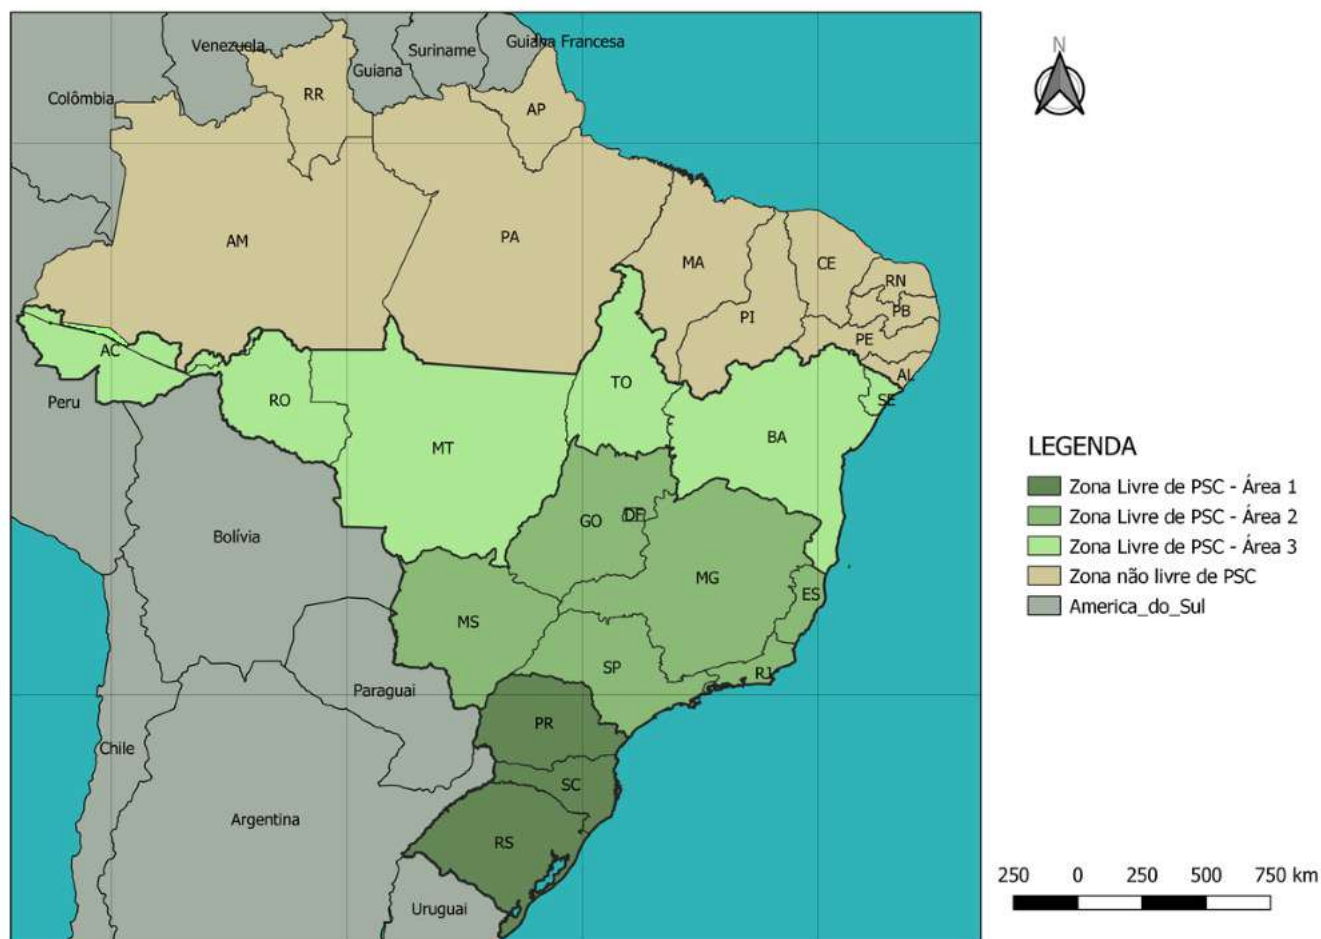 N
Venezuela
Guiana Francesa
Suriname
Guiana
Colômbia
RR
AP
AM
PA
MA
CE
RN
PB
PI
PE
AL
AC
SE
TO
RO
Peru
BA
MT
LEGENDA
Zona Livre de PSC - Área 1
Zona Livre de PSC - Área 2
Zona Livre de PSC - Área 3
Zona não livre de PSC
America_do_Sul
GO
DF
Bolívia
MG
ES
MS
SP
RJ
Paraguai
PR
Chile
SC
Argentina
RS
Uruguai
250 0 250 500 750 km